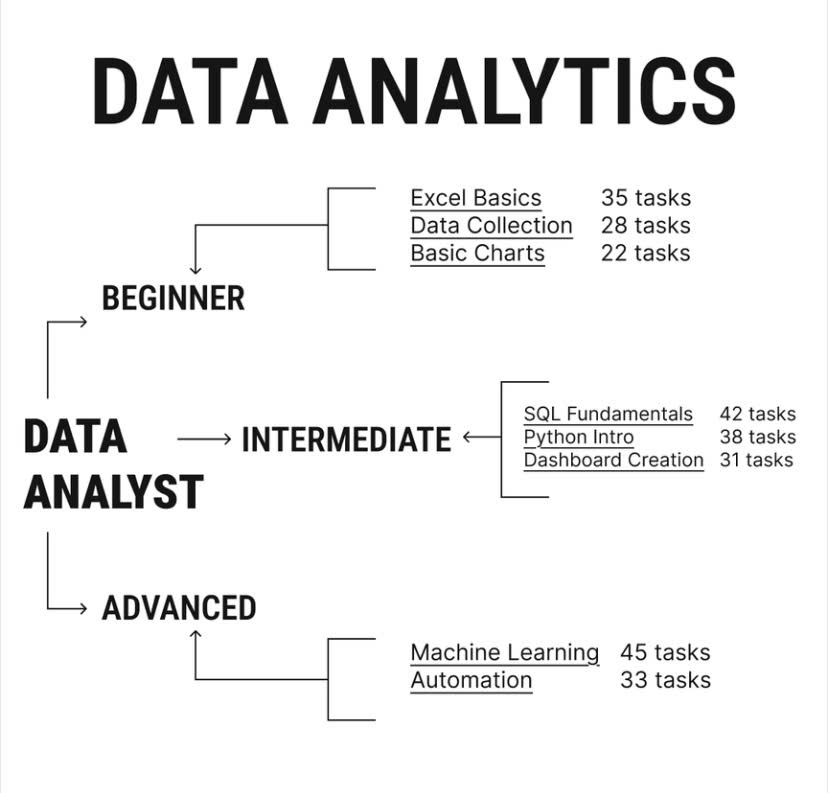 DATA ANALYTICS
Excel Basics 35 tasks
Data Collection 28 tasks
Basic Charts 22 tasks
BEGINNER
DATA
ANALYST
INTERMEDIATE
SQL Fundamentals 42 tasks
Python Intro 38 tasks
Dashboard Creation 31 tasks
ADVANCED
Machine Learning 45 tasks
Automation 33 tasks